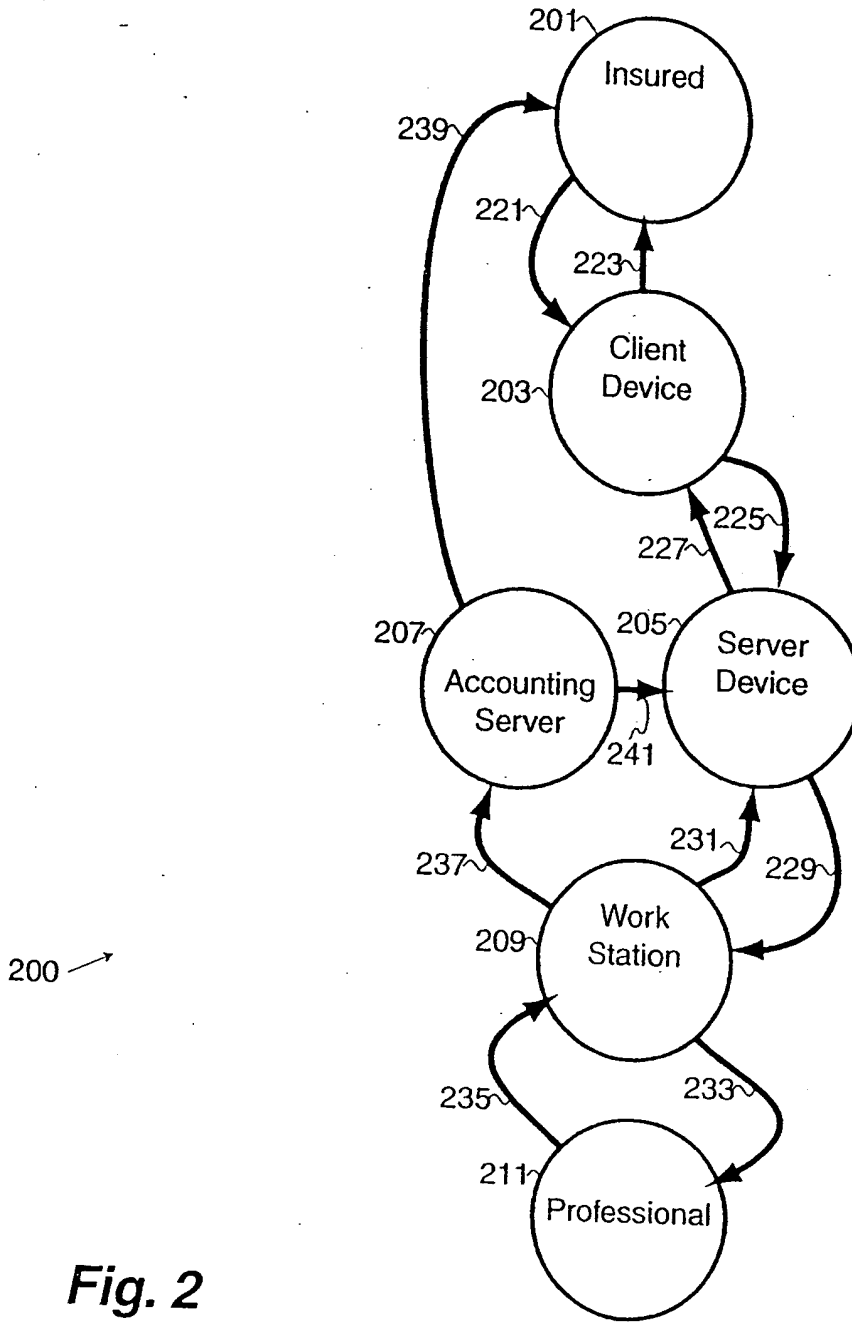 201
Insured
239
221
223
Client
Device
203
225
227
207
205
Server
Device
Accounting
Server
241
237
231
229
Work
Station
209
200
235
233
211
Professional
Fig. 2